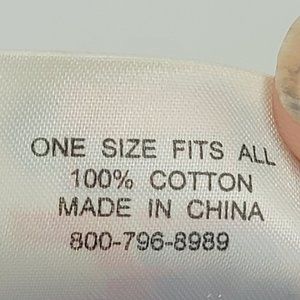 ONE SIZE FITS ALL
100% COTTON
MADE IN CHINA
800-796-8989